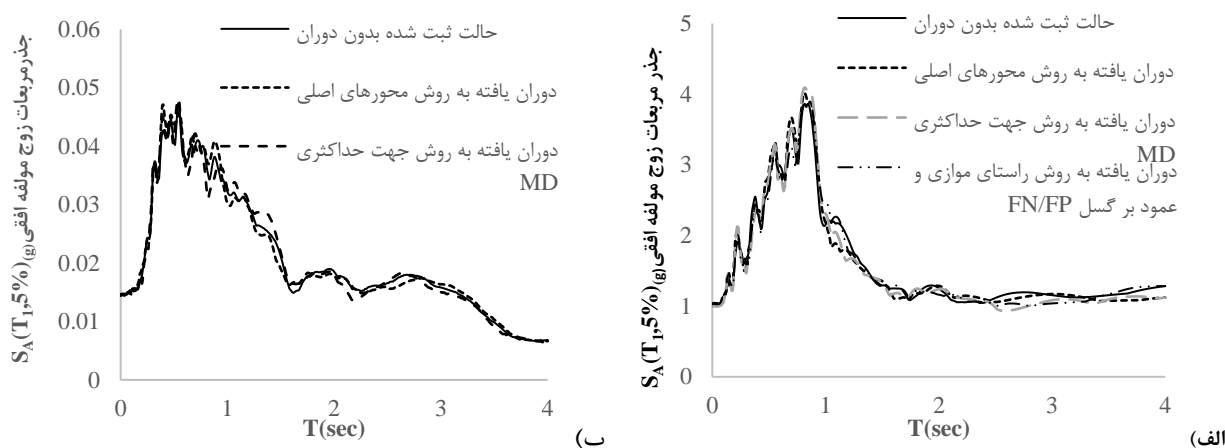 جذر مربعات زوج مولفه افقی(g) S_A(T_1,5%)
5
4
3
2
1
0
حالت ثبت شده بدون دوران
دوران یافته به روش محورهای اصلی
دوران یافته به روش جهت حداکثری
MD
دوران یافته به روش راستای موازی و
عمود بر گسل FN/FP
0 1 2 3 4
T(sec)
الف)
جذرمربعات زوج مولفه افقی(g) S_A(T_1,5%)
0.06
0.05
0.04
0.03
0.02
0.01
0
حالت ثبت شده بدون دوران
دوران یافته به روش محورهای اصلی
دوران یافته به روش جهت حداکثری
MD
0 1 2 3 4
T(sec)
ب)